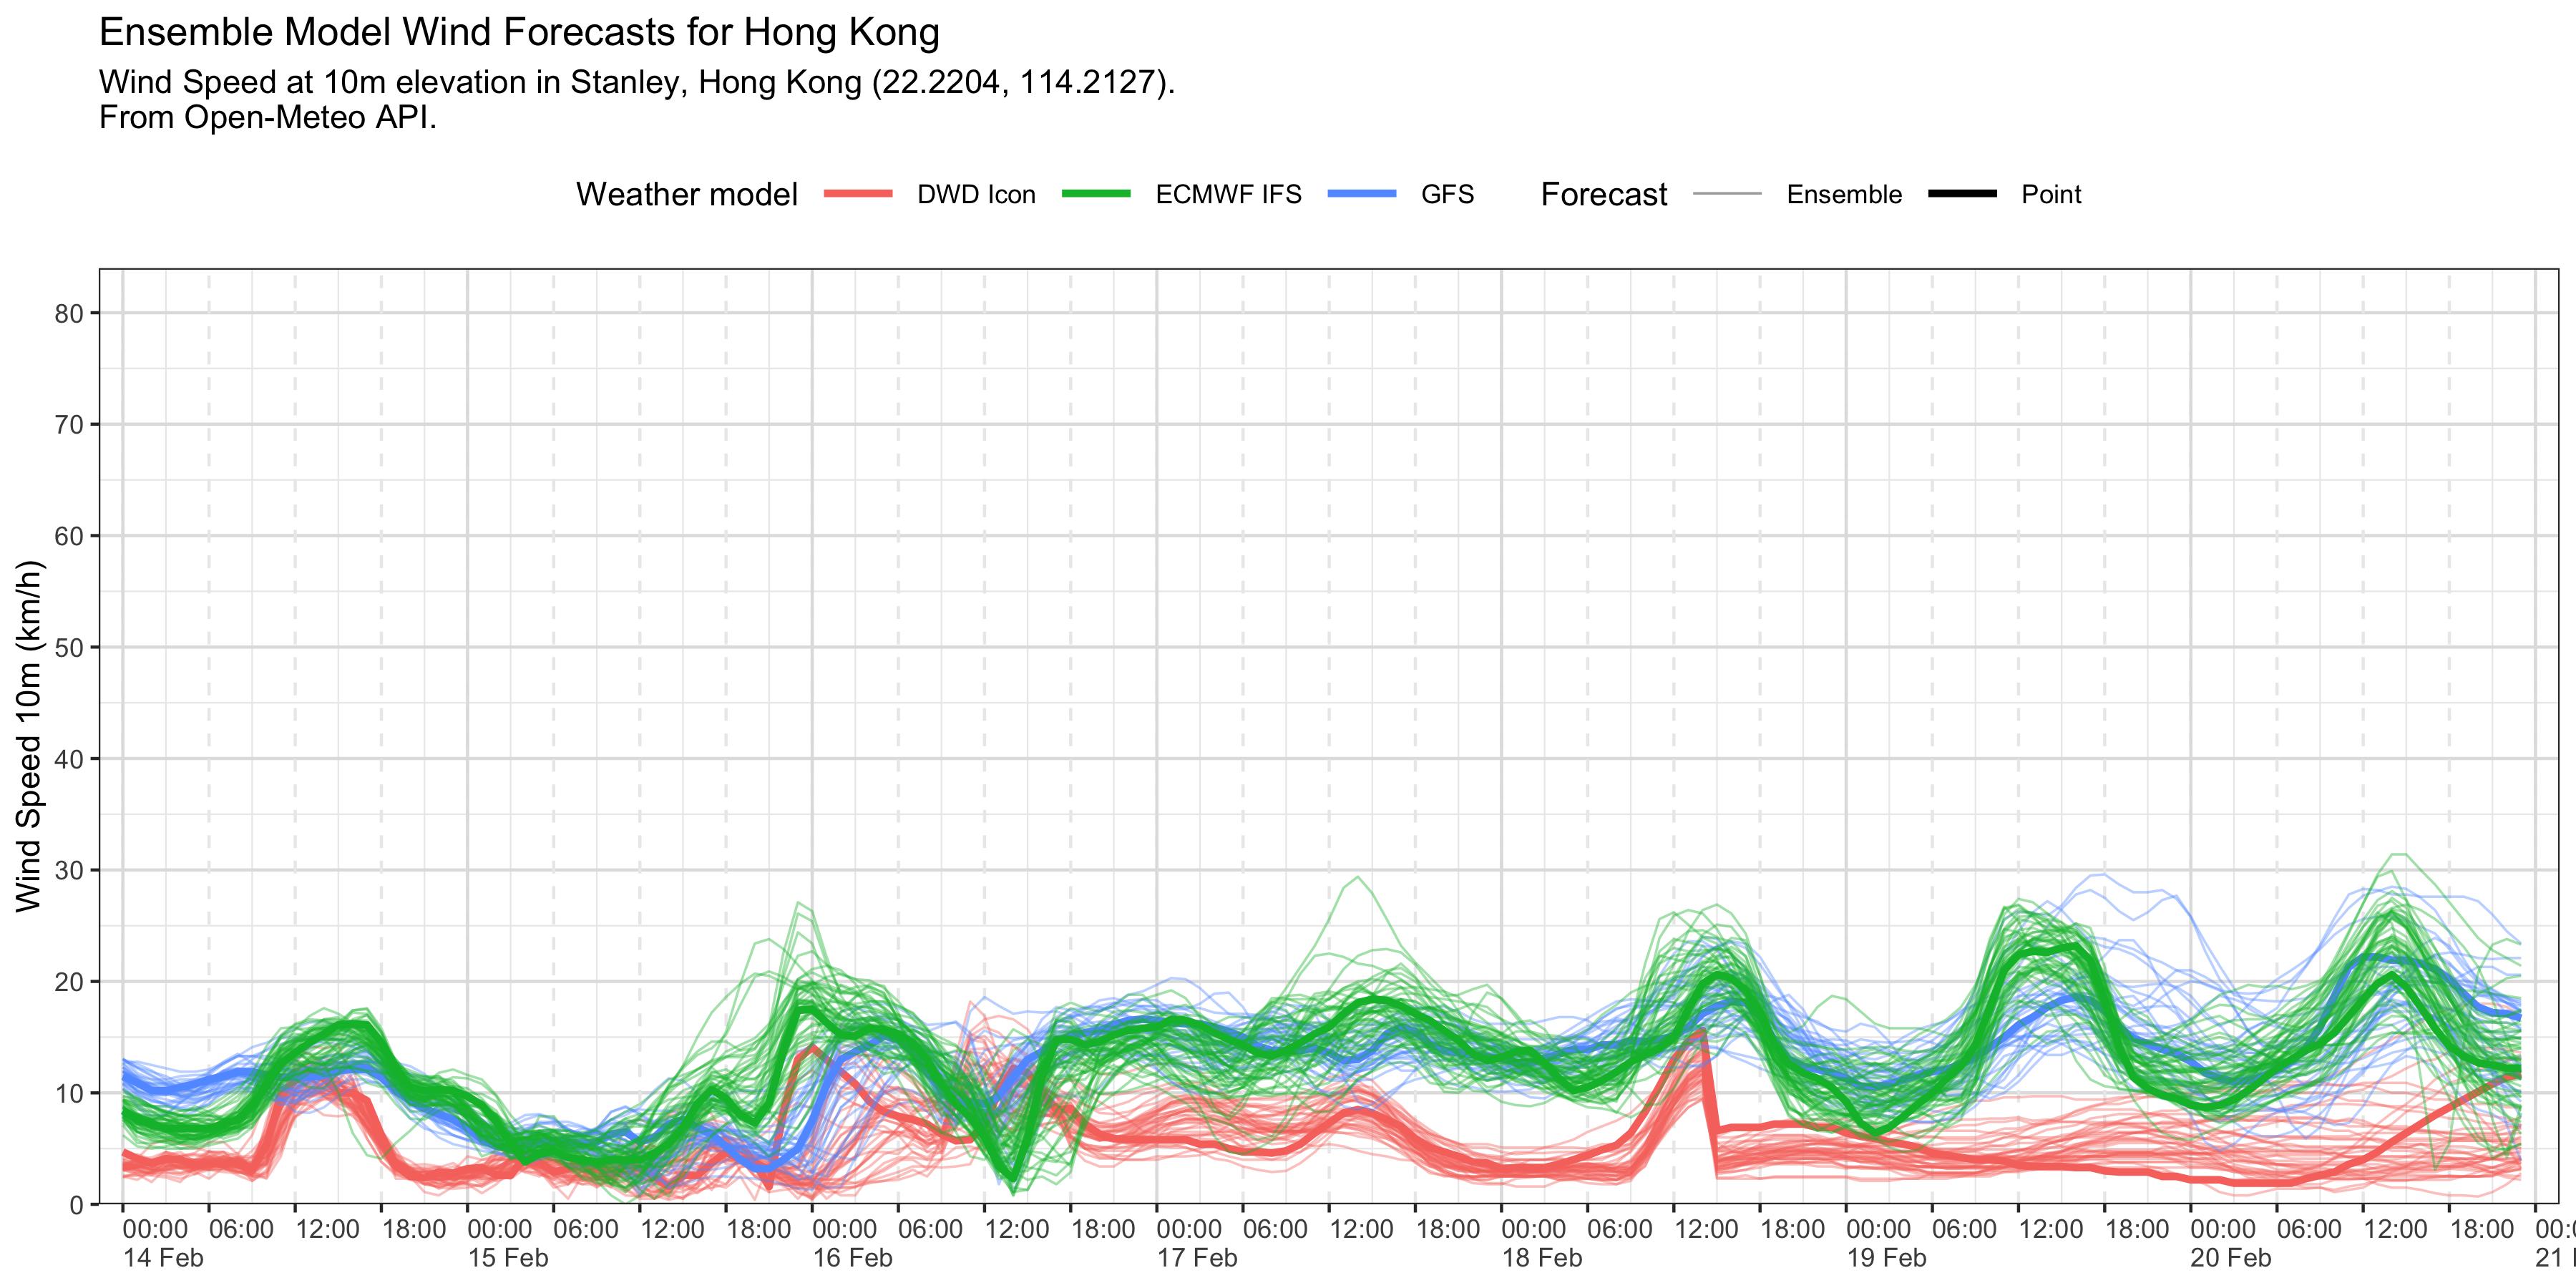 Ensemble Model Wind Forecasts for Hong Kong
Wind Speed at 10m elevation in Stanley, Hong Kong (22.2204, 114.2127).
From Open-Meteo API.
Weather model DWD Icon ECMWF IFS GFS Forecast Ensemble Point
Wind Speed 10m (km/h)
80
70
60
50
40
30
20
10
0
00:00 06:00 12:00 18:00 00:00 06:00 12:00 18:00 00:00 06:00 12:00 18:00 00:00 06:00 12:00 18:00 00:00 06:00 12:00 18:00 00:00 06:00 12:00 18:00 00:00 06:00 12:00 18:00
14 Feb 15 Feb 16 Feb 17 Feb 18 Feb 19 Feb 20 Feb 21